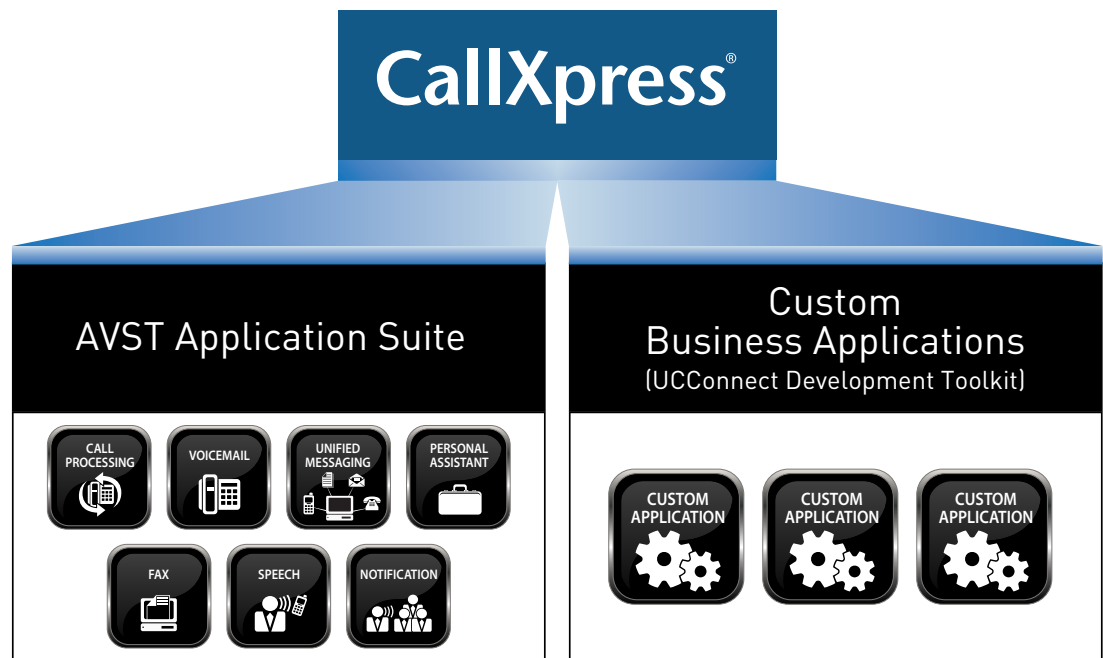 CallXpress®
AVST Application Suite
Custom
Business Applications
(UCConnect Development Toolkit)
CALL
PROCESSING
VOICEMAIL
UNIFIED
MESSAGING
PERSONAL
ASSISTANT
FAX
SPEECH
NOTIFICATION
CUSTOM
APPLICATION
CUSTOM
APPLICATION
CUSTOM
APPLICATION